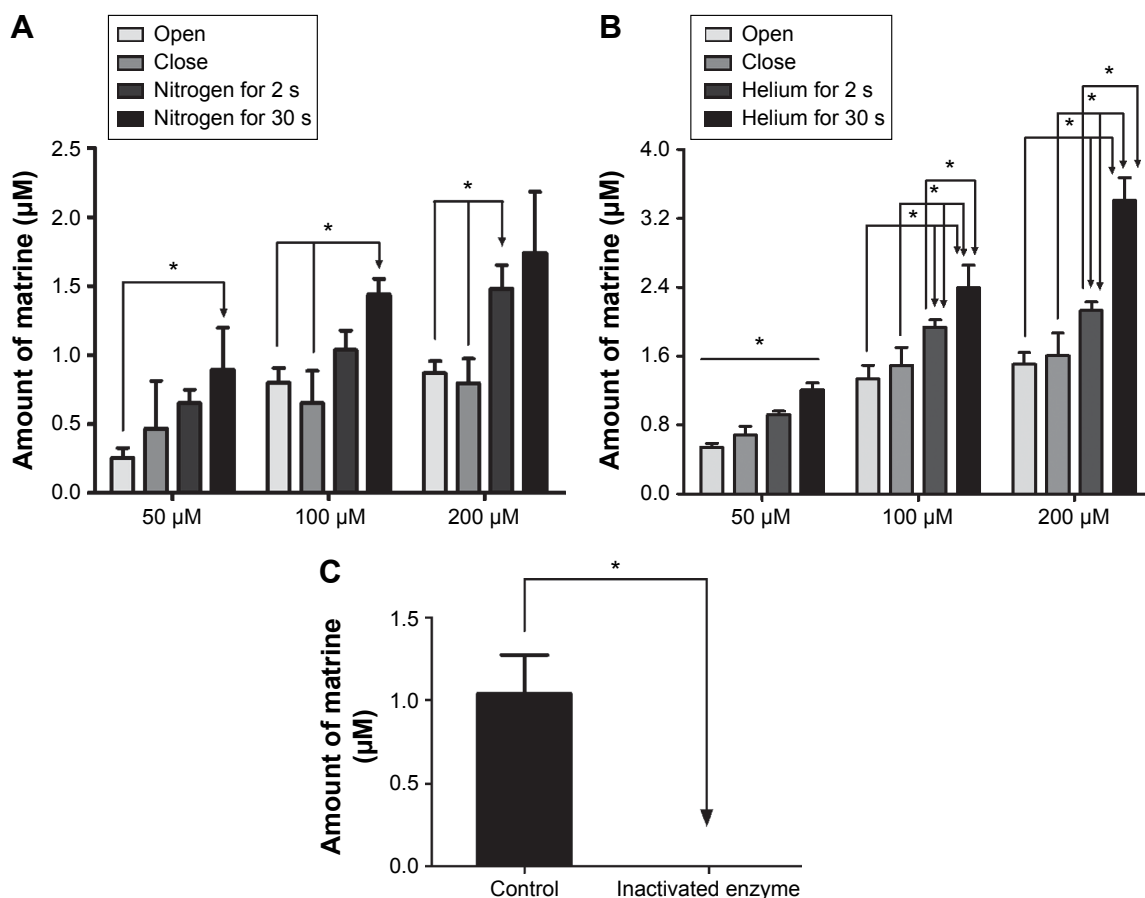 A
Open
Close
Nitrogen for 2 s
Nitrogen for 30 s
Amount of matrine (µM)
2.5
2.0
1.5
1.0
0.5
0.0
*
*
*
50 µM
100 µM
200 µM
B
Open
Close
Helium for 2 s
Helium for 30 s
Amount of matrine (µM)
4.0
3.2
2.4
1.6
0.8
0.0
*
*
*
*
*
*
*
50 µM
100 µM
200 µM
C
Amount of matrine
(µM)
1.5
1.0
0.5
0.0
*
Control
Inactivated enzyme